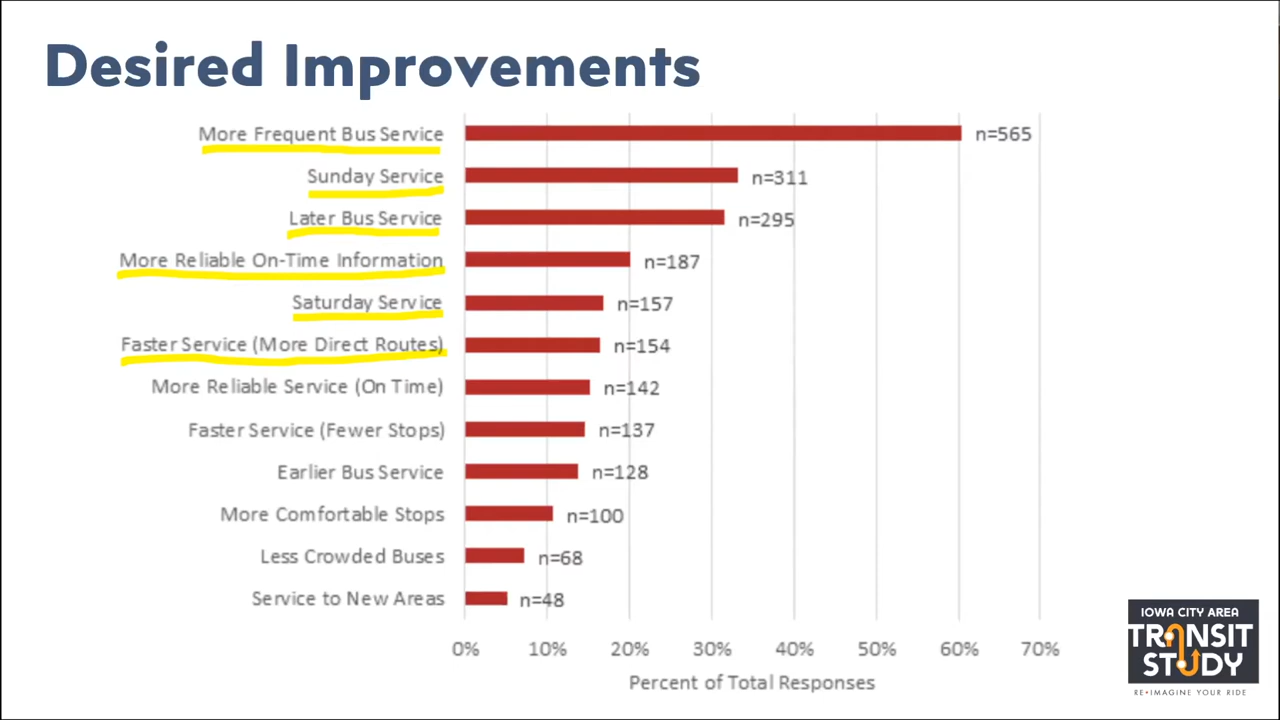 Desired Improvements
More Frequent Bus Service n=565
Sunday Service n=311
Later Bus Service n=295
More Reliable On-Time Information n=187
Saturday Service n=157
Faster Service (More Direct Routes) n=154
More Reliable Service (On Time) n=142
Faster Service (Fewer Stops) n=137
Earlier Bus Service n=128
More Comfortable Stops n=100
Less Crowded Buses n=68
Service to New Areas n=48
0% 10% 20% 30% 40% 50% 60% 70%
Percent of Total Responses
IOWA CITY AREA
TRANSIT
STUDY
RE•IMAGINE YOUR RIDE